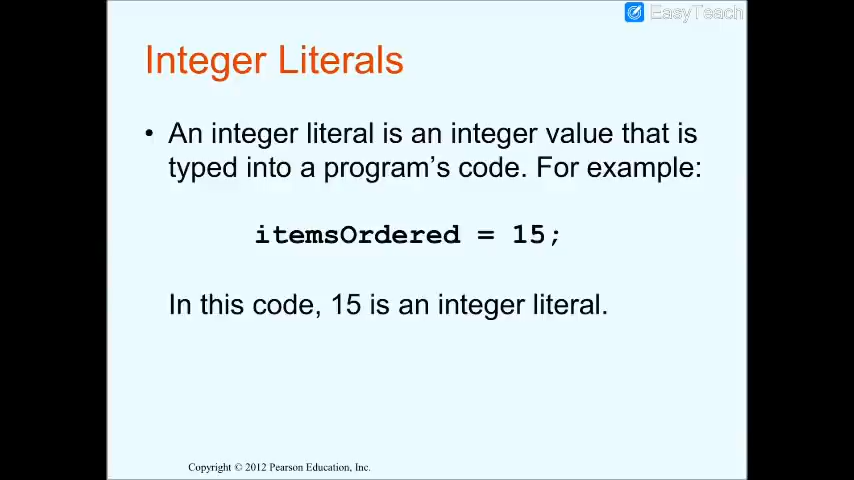 EasyTeach
Integer Literals
• An integer literal is an integer value that is
typed into a program's code. For example:
itemsOrdered = 15;
In this code, 15 is an integer literal.
Copyright © 2012 Pearson Education, Inc.